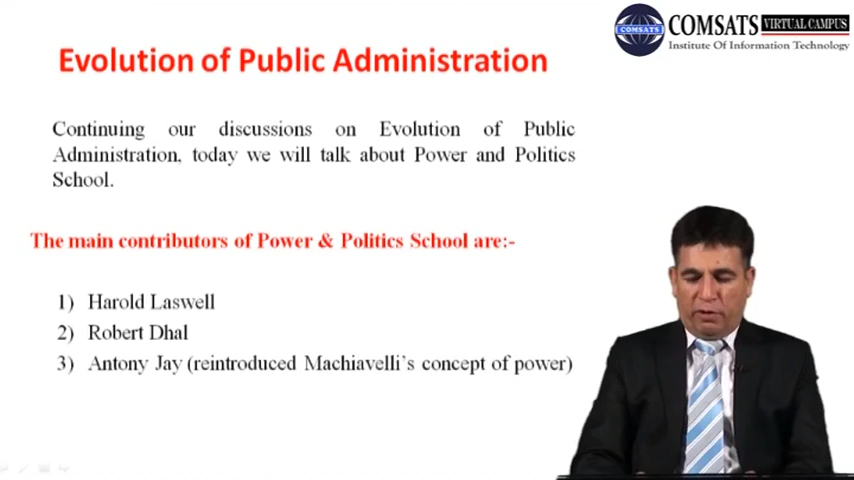 COMSATS
COMSATS VIRTUAL CAMPUS
Institute Of Information Technology
Evolution of Public Administration
Continuing our discussions on Evolution of Public
Administration, today we will talk about Power and Politics
School.
The main contributors of Power & Politics School are:-
1) Harold Laswell
2) Robert Dhal
3) Antony Jay (reintroduced Machiavelli's concept of power)